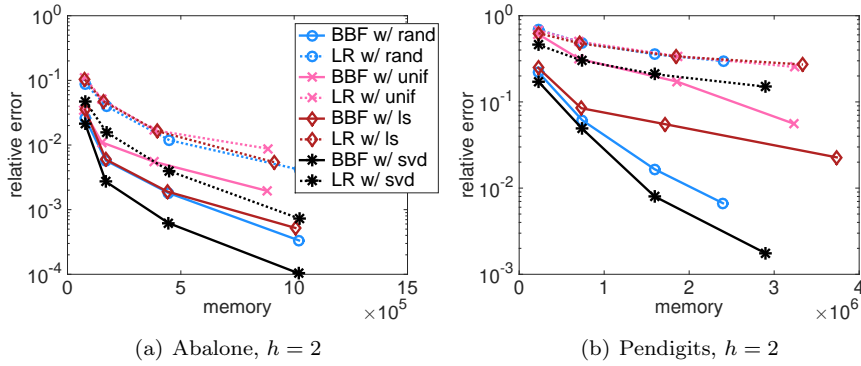 relative error
10^0
10^-1
10^-2
10^-3
10^-4
0
5
10
15
memory
×10^5
BBF w/ rand
LR w/ rand
BBF w/ unif
LR w/ unif
BBF w/ ls
LR w/ ls
BBF w/ svd
LR w/ svd
(a) Abalone, h = 2
relative error
10^0
10^-1
10^-2
10^-3
0
1
2
3
4
memory
×10^6
(b) Pendigits, h = 2